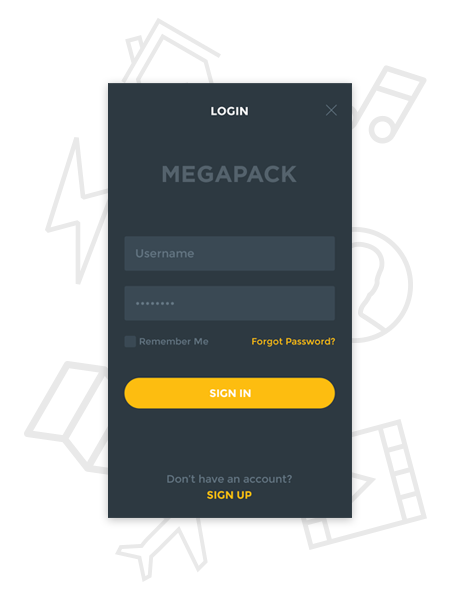 LOGIN
MEGAPACK
Username
••••••••
Remember Me
Forgot Password?
SIGN IN
Don't have an account?
SIGN UP